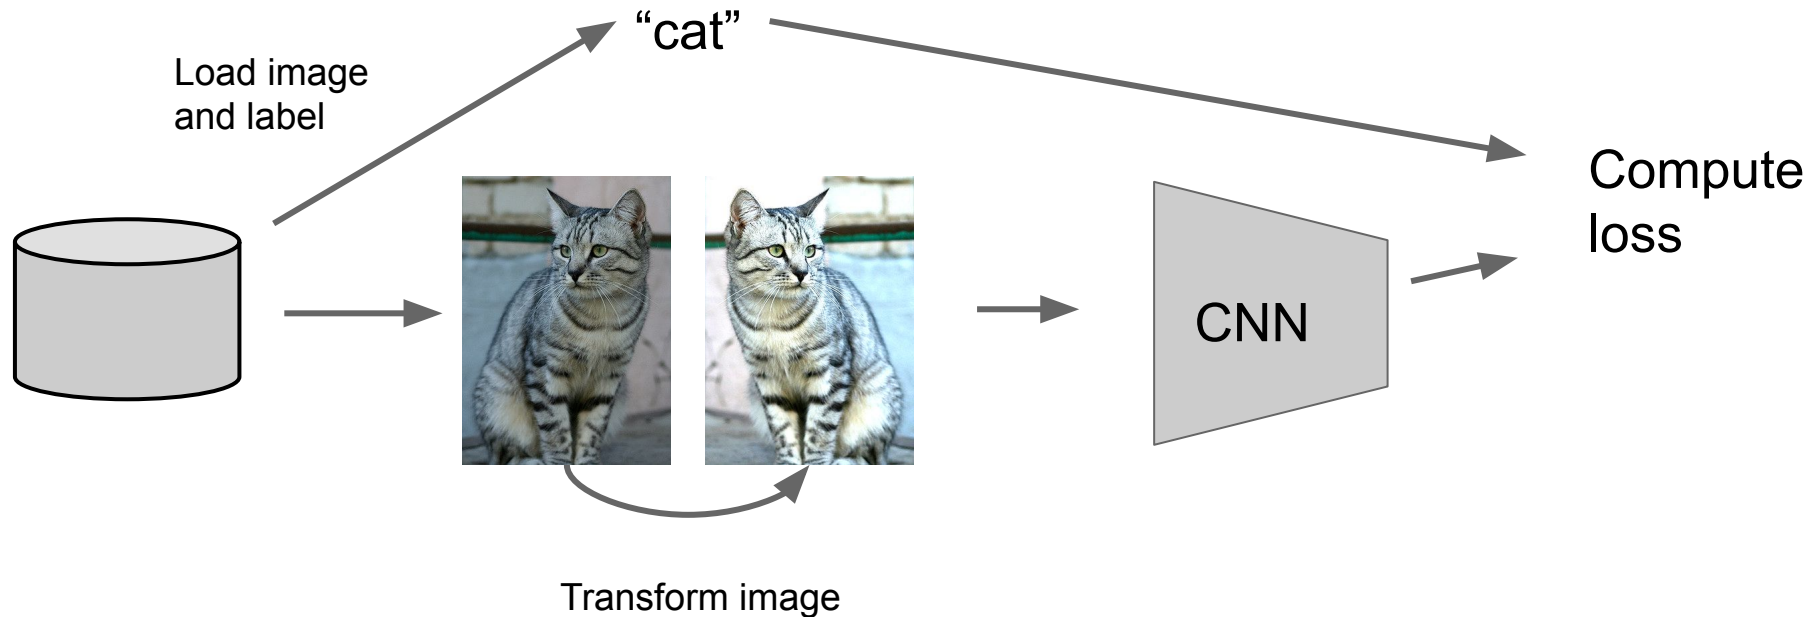 “cat”
Load image
and label
Compute
loss
CNN
Transform image